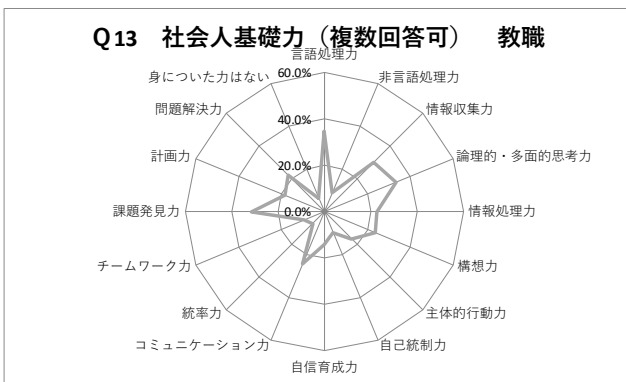 Q13　社会人基礎力（複数回答可）　教職
言語処理力
非言語処理力
情報収集力
論理的・多面的思考力
情報処理力
構想力
主体的行動力
自己統制力
自信育成力
コミュニケーション力
統率力
チームワーク力
課題発見力
計画力
問題解決力
身についた力はない
60.0%
40.0%
20.0%
0.0%